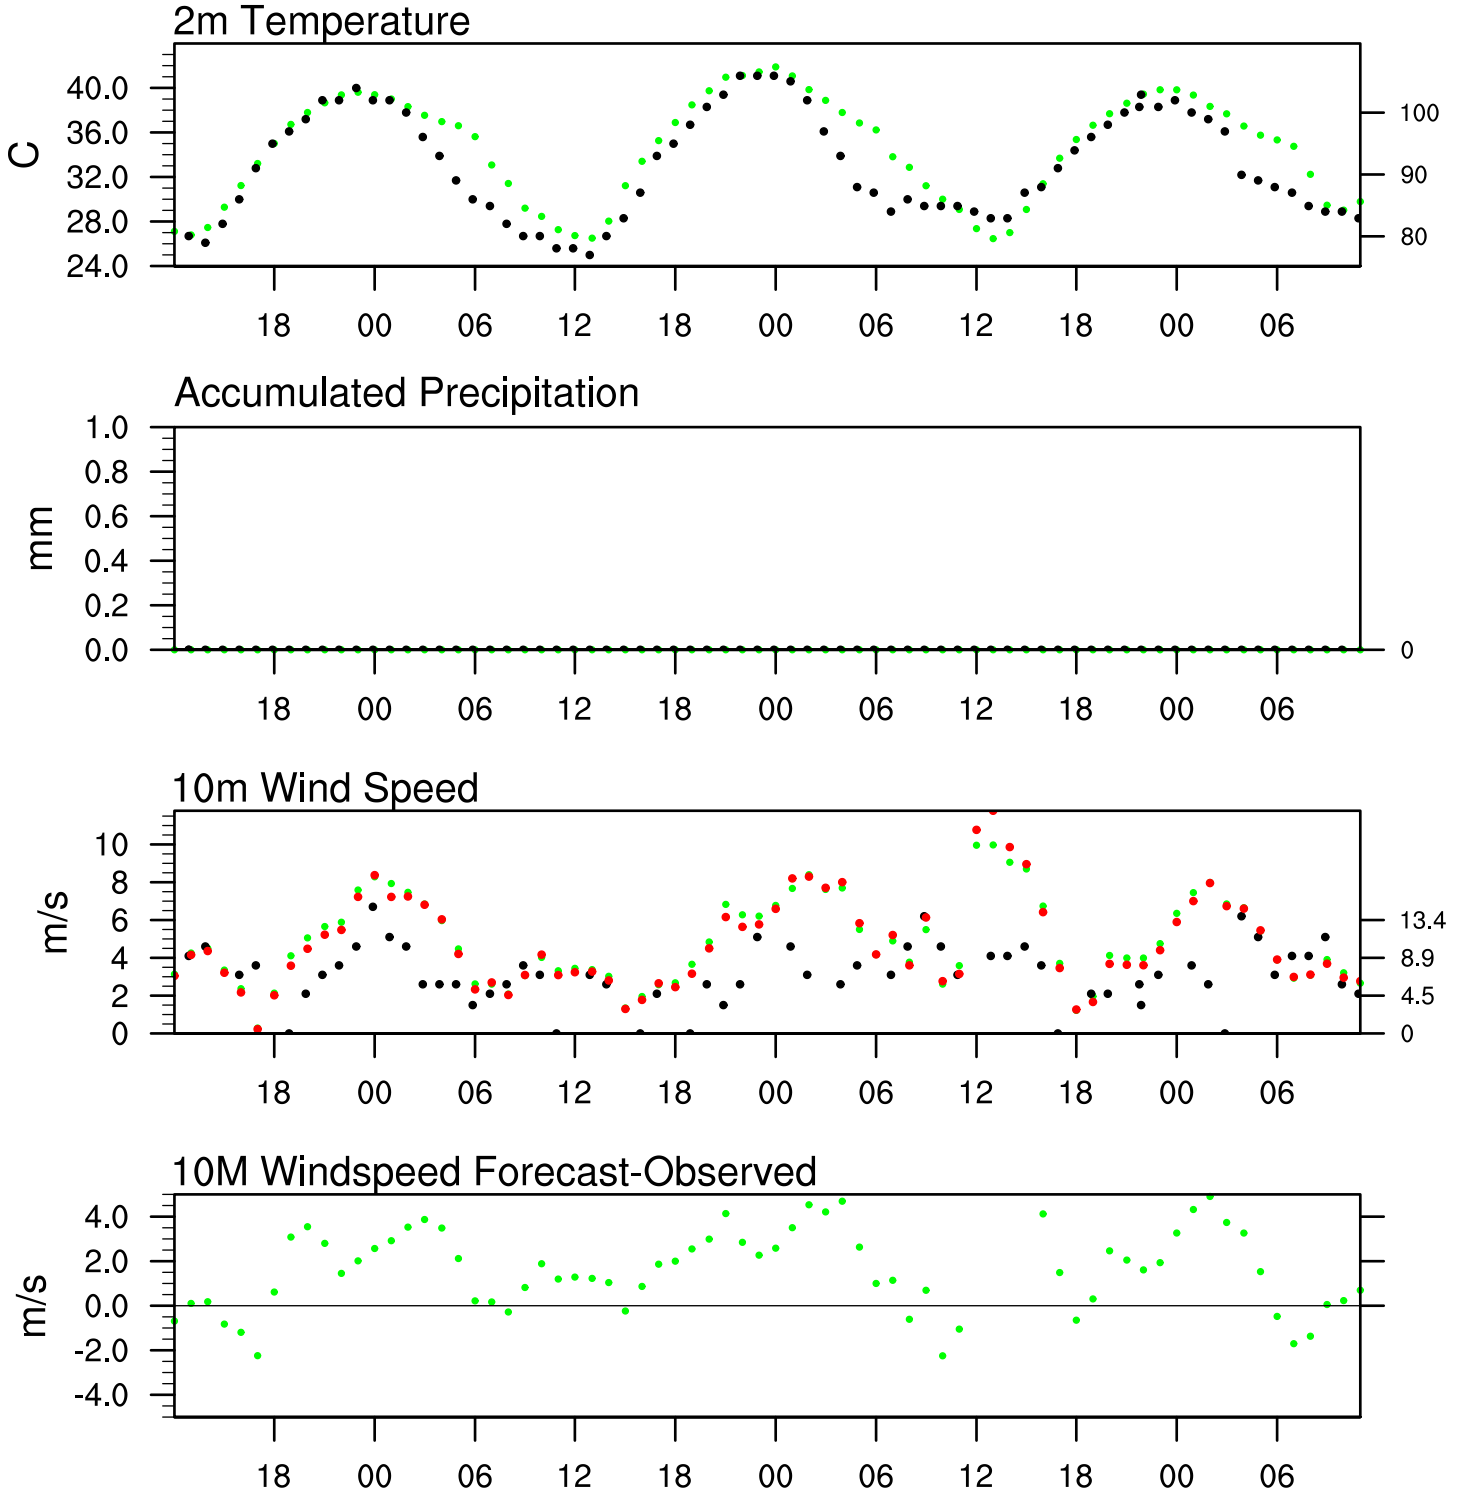 2m Temperature
40.0
36.0
32.0
28.0
24.0
C
100
90
80
18 00 06 12 18 00 06 12 18 00 06
Accumulated Precipitation
1.0
0.8
0.6
0.4
0.2
0.0
mm
0
18 00 06 12 18 00 06 12 18 00 06
10m Wind Speed
10
8
6
4
2
0
m/s
13.4
8.9
4.5
0
18 00 06 12 18 00 06 12 18 00 06
10M Windspeed Forecast-Observed
4.0
2.0
0.0
-2.0
-4.0
m/s
18 00 06 12 18 00 06 12 18 00 06